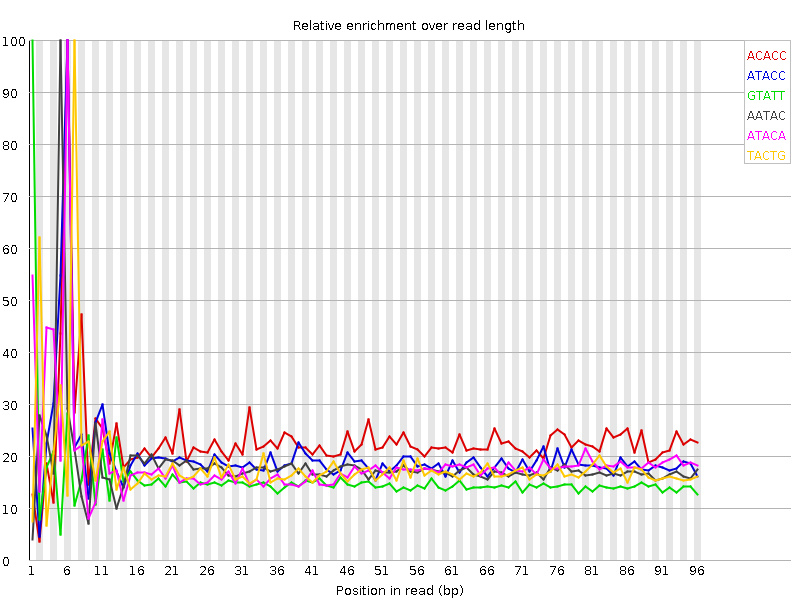 Relative enrichment over read length
100
90
80
70
60
50
40
30
20
10
0
ACACC
ATACC
GTATT
AATAC
ATACA
TACTG
1 6 11 16 21 26 31 36 41 46 51 56 61 66 71 76 81 86 91 96
Position in read (bp)